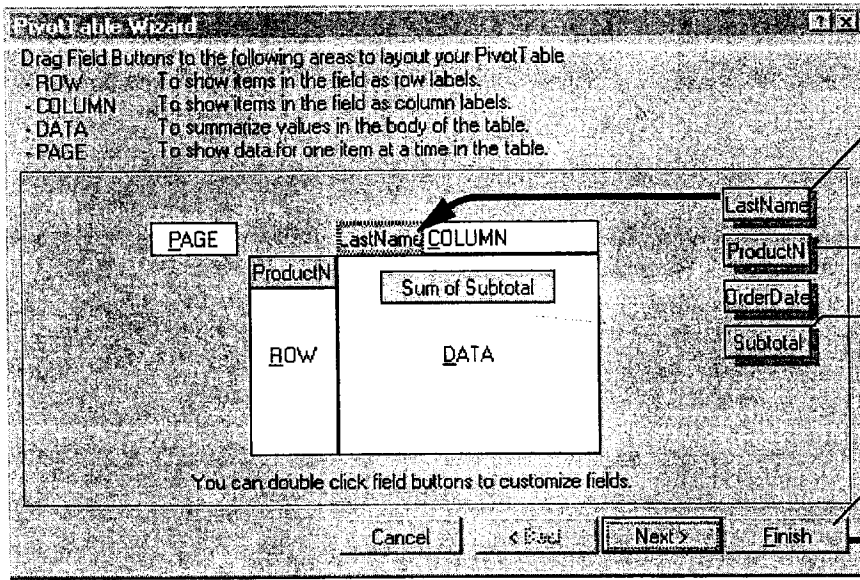 PivotTable Wizard
Drag Field Buttons to the following areas to layout your PivotTable
- ROW To show items in the field as row labels.
- COLUMN To show items in the field as column labels.
- DATA To summarize values in the body of the table.
- PAGE To show data for one item at a time in the table.
LastName
PAGE LastName COLUMN
ProductN
ProductN Sum of Subtotal
OrderDate
Subtotal
ROW DATA
You can double click field buttons to customize fields.
Cancel < Back Next > Finish